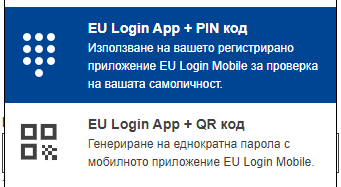 EU Login App + PIN код
Използване на вашето регистрирано
приложение EU Login Mobile за проверка
на вашата самоличност.
EU Login App + QR код
Генериране на еднократна парола с
мобилното приложение EU Login Mobile.